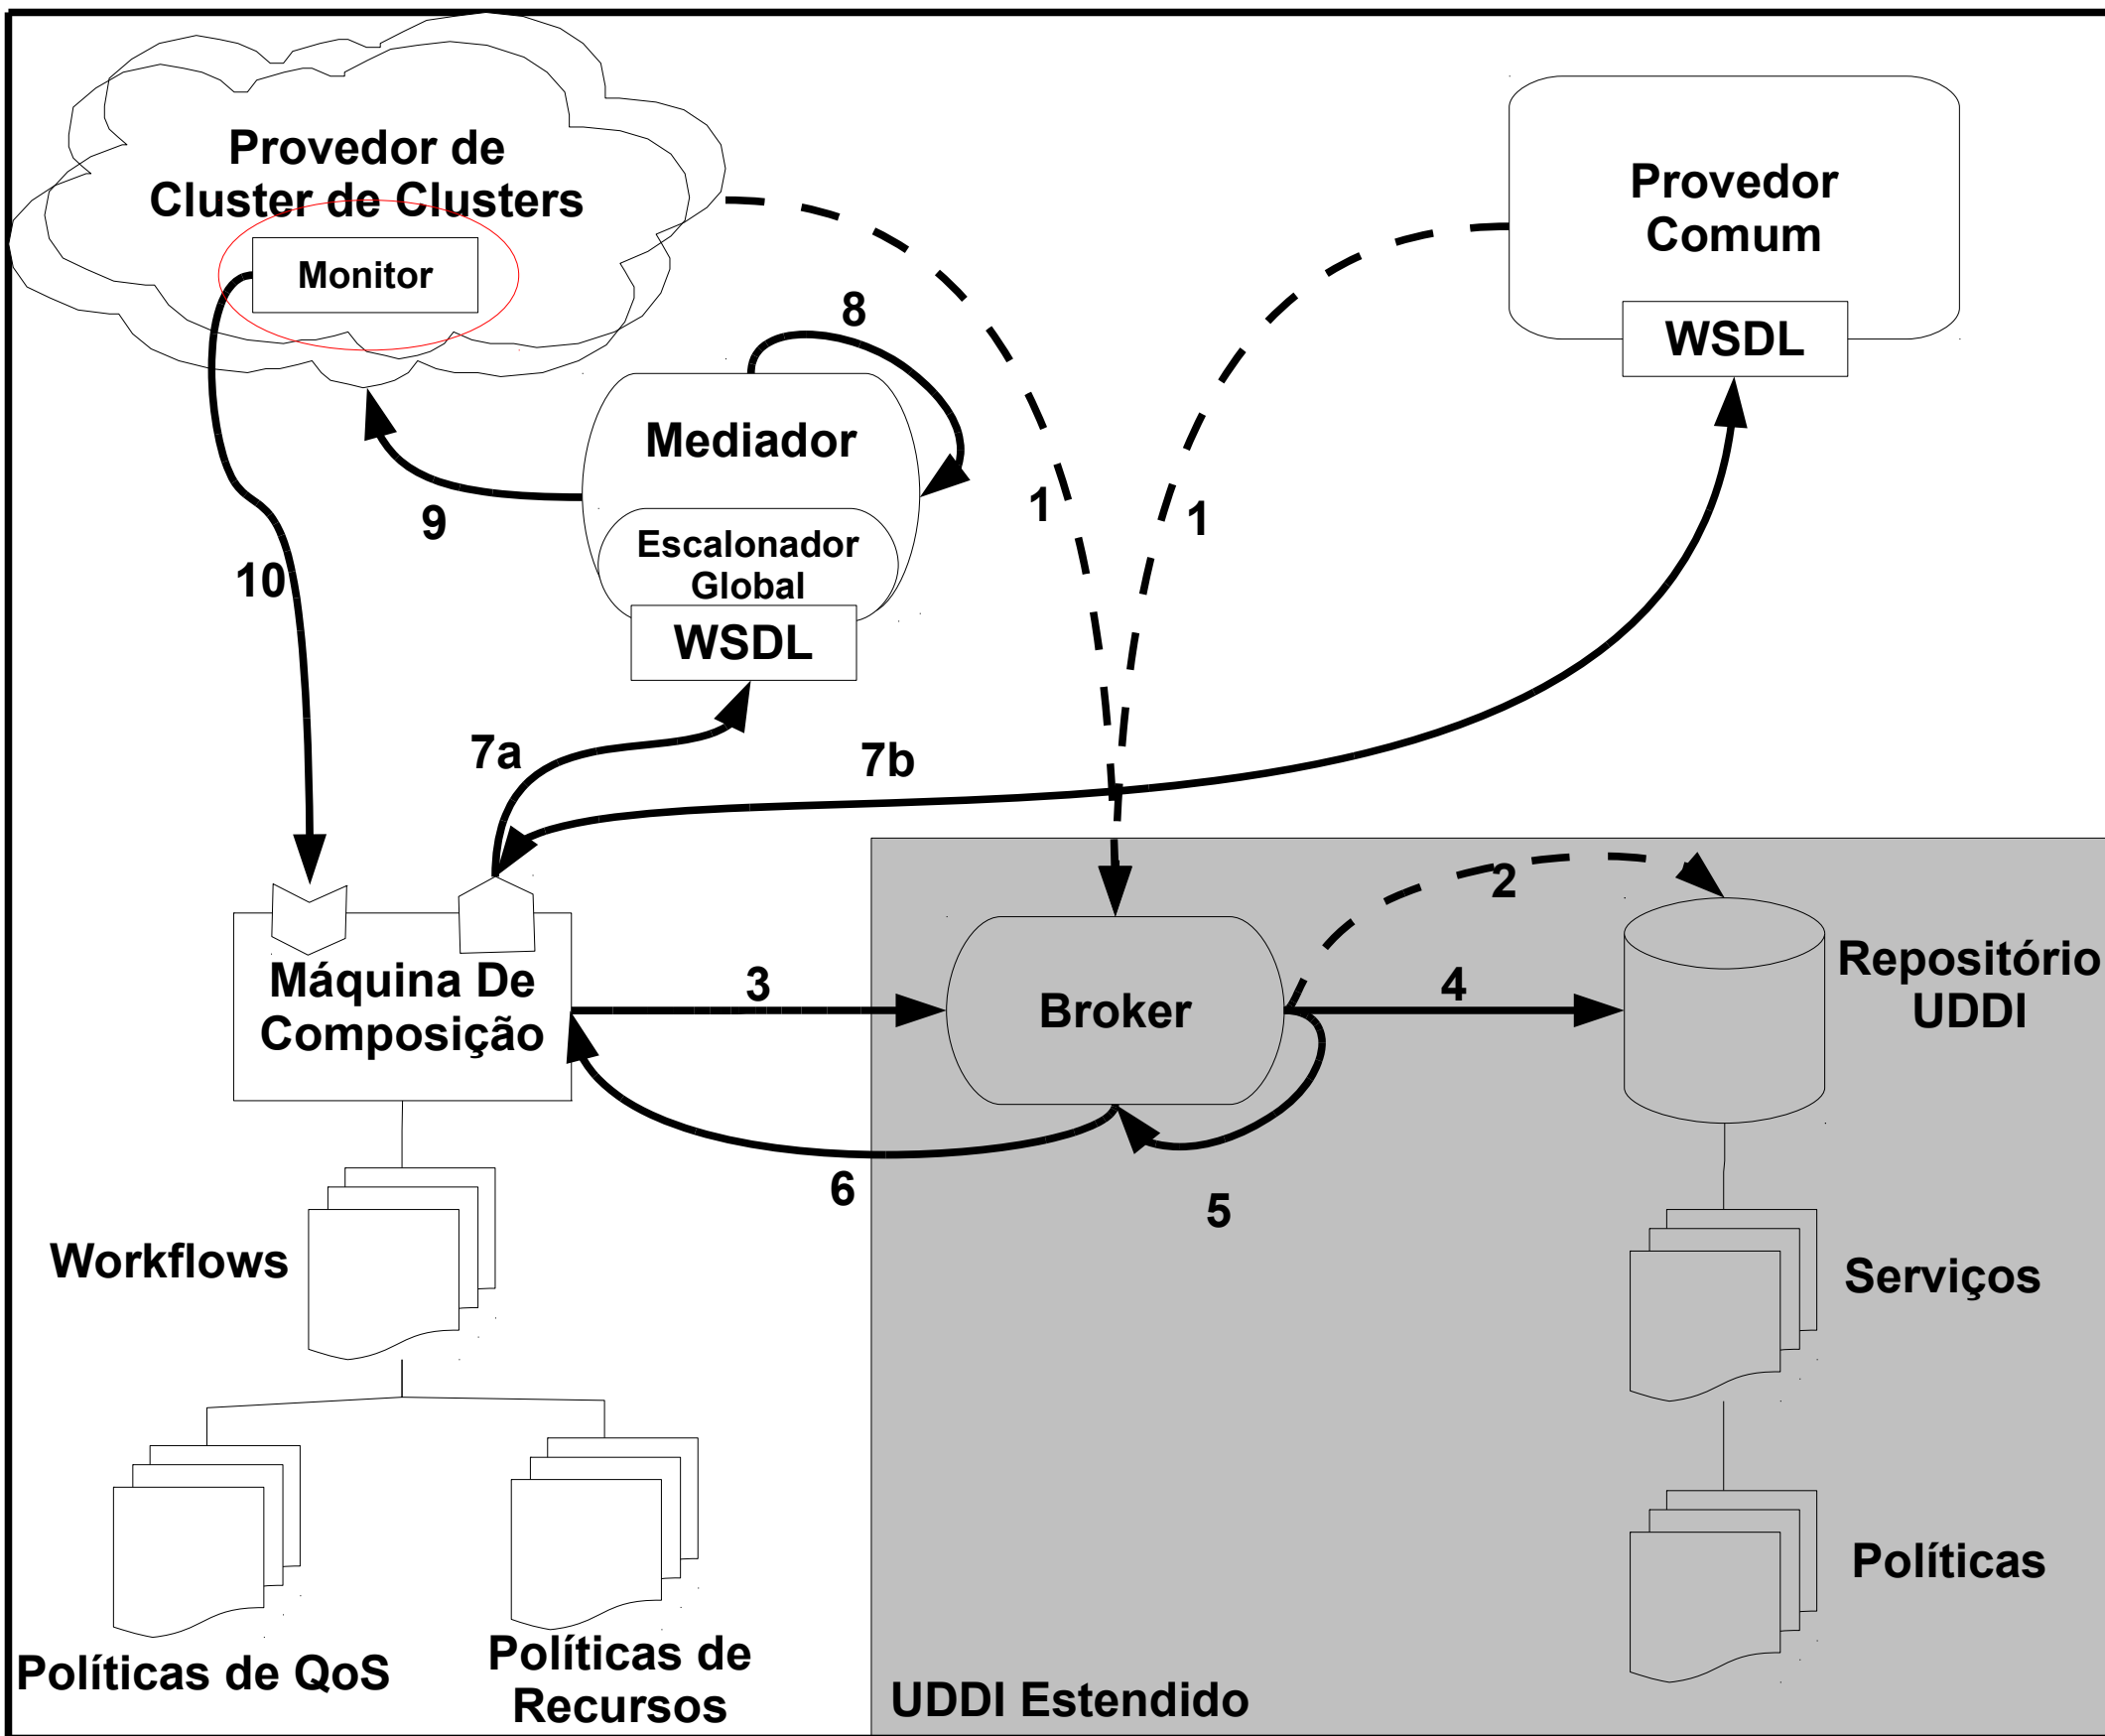 Provedor de
Cluster de Clusters
Monitor
Provedor
Comum
WSDL
8
Mediador
Escalonador
Global
WSDL
9
10
1
1
7a
7b
2
Máquina De
Composição
3
Broker
4
Repositório
UDDI
6
5
Workflows
Serviços
Políticas
Políticas de QoS
Políticas de
Recursos
UDDI Estendido